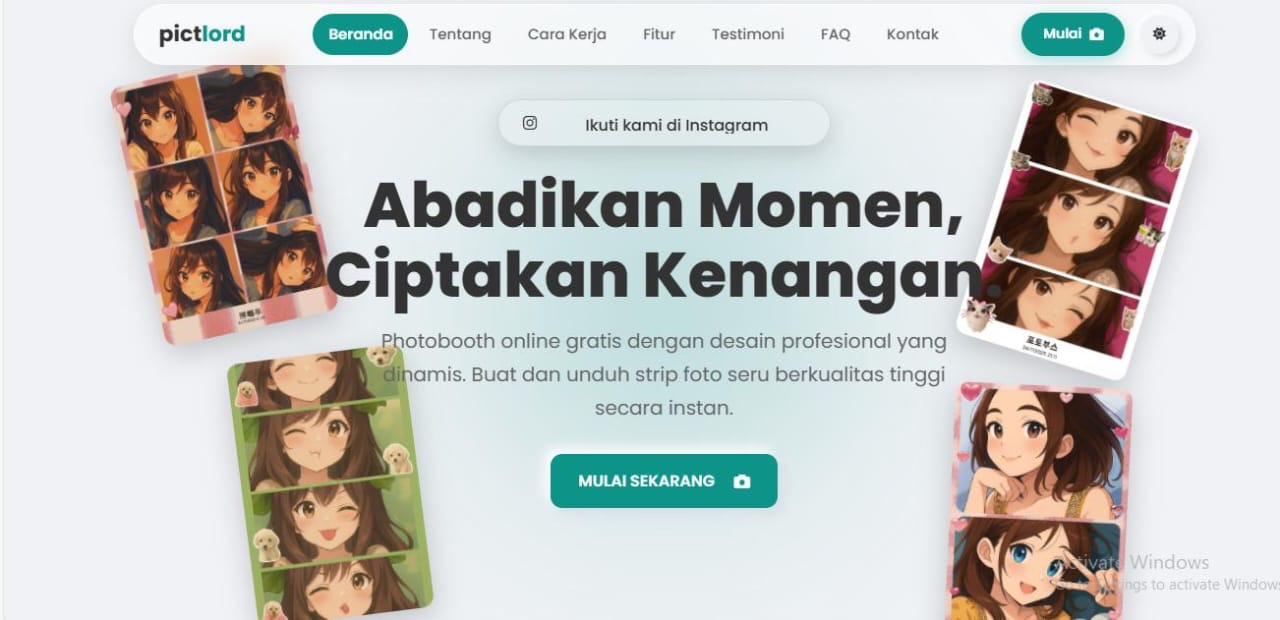 pictlord
Beranda Tentang Cara Kerja Fitur Testimoni FAQ Kontak Mulai
Ikuti kami di Instagram
Abadikan Momen,
Ciptakan Kenangan.
Photobooth online gratis dengan desain profesional yang
dinamis. Buat dan unduh strip foto seru berkualitas tinggi
secara instan.
MULAI SEKARANG
포토부스
Activate Windows
to activate Windows